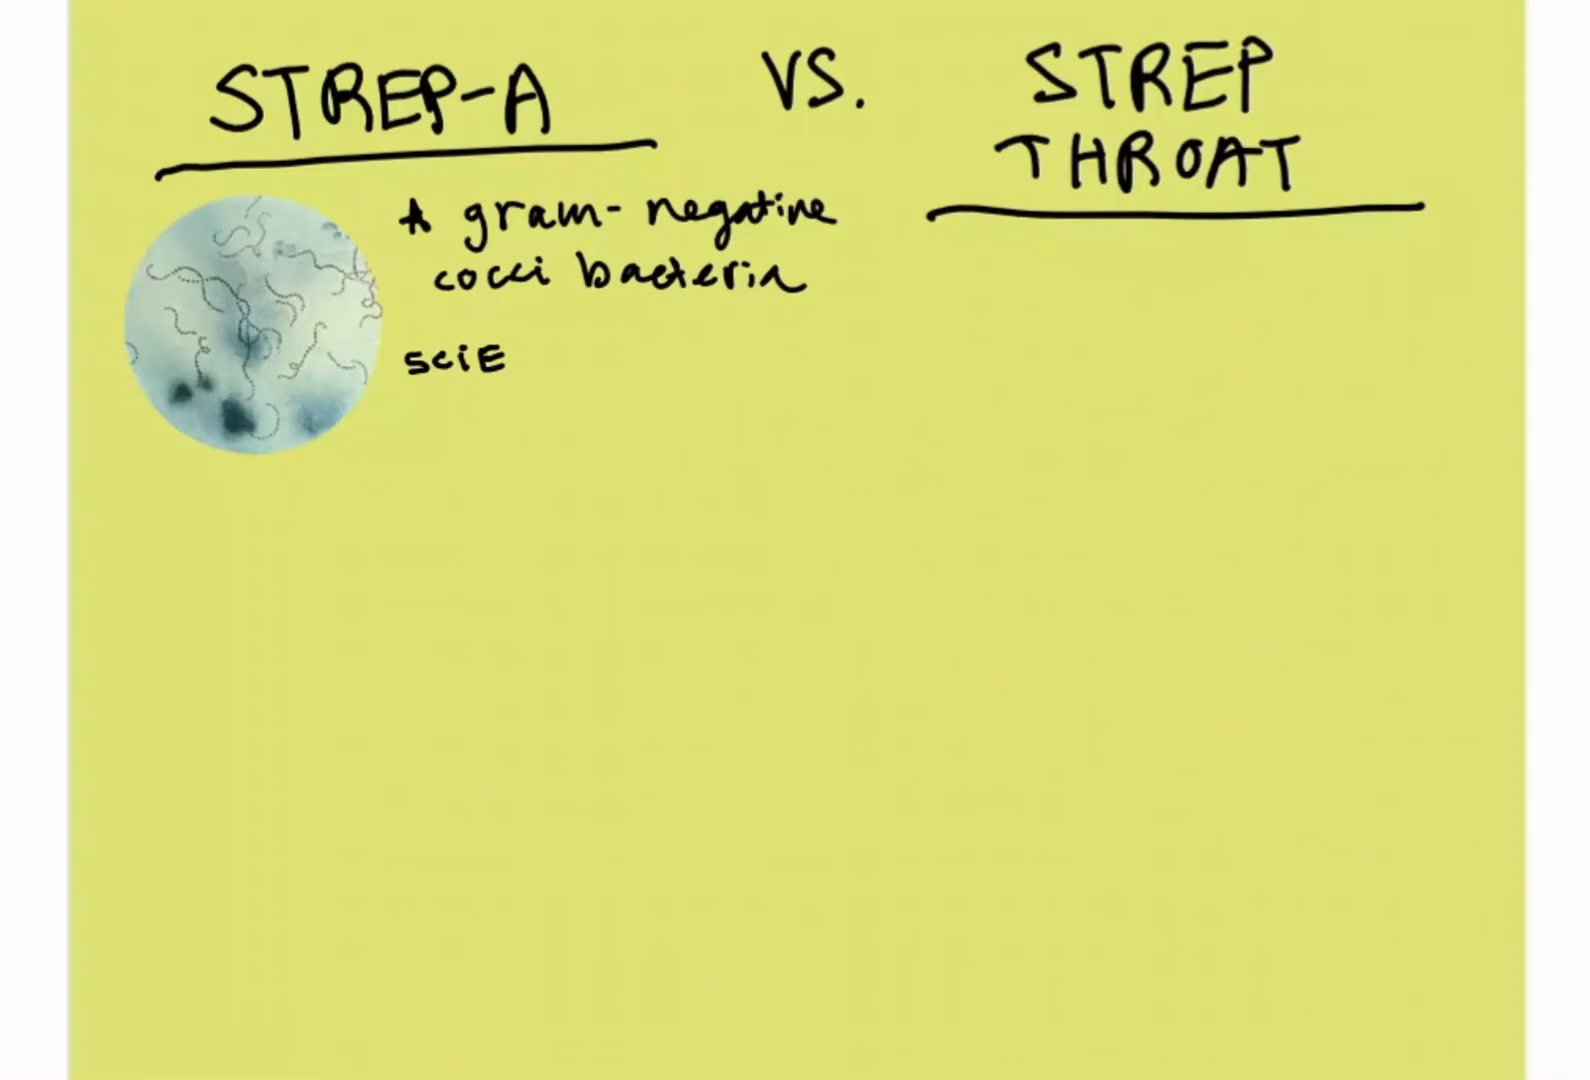 STREP-A VS. STREP
THROAT
A gram-negative
cocci bacteria
sciE